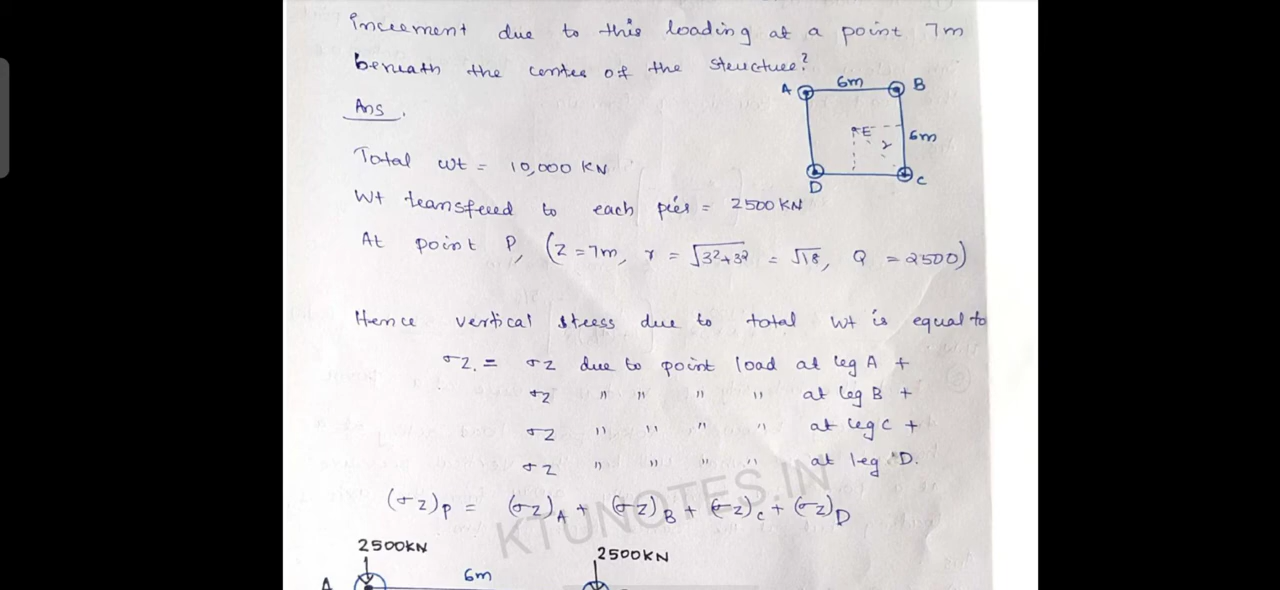 increment due to this loading at a point 7m
beneath the center of the structure?
Ans.
A 6m B
E 6m
r
D C
Total wt = 10,000 KN
Wt transfered to each pier = 2500 KN
At point P, (Z = 7m, r = √3²+3² = √18, Q = 2500)
Hence vertical stress due to total wt is equal to
σz. = σz due to point load at leg A +
σz " " " " at leg B +
σz " " " " at leg C +
σz " " " " at leg D.
(σz)P = (σz)A + (σz)B + (σz)C + (σz)D
KTUNOTES.IN
2500KN 2500KN
A 6m